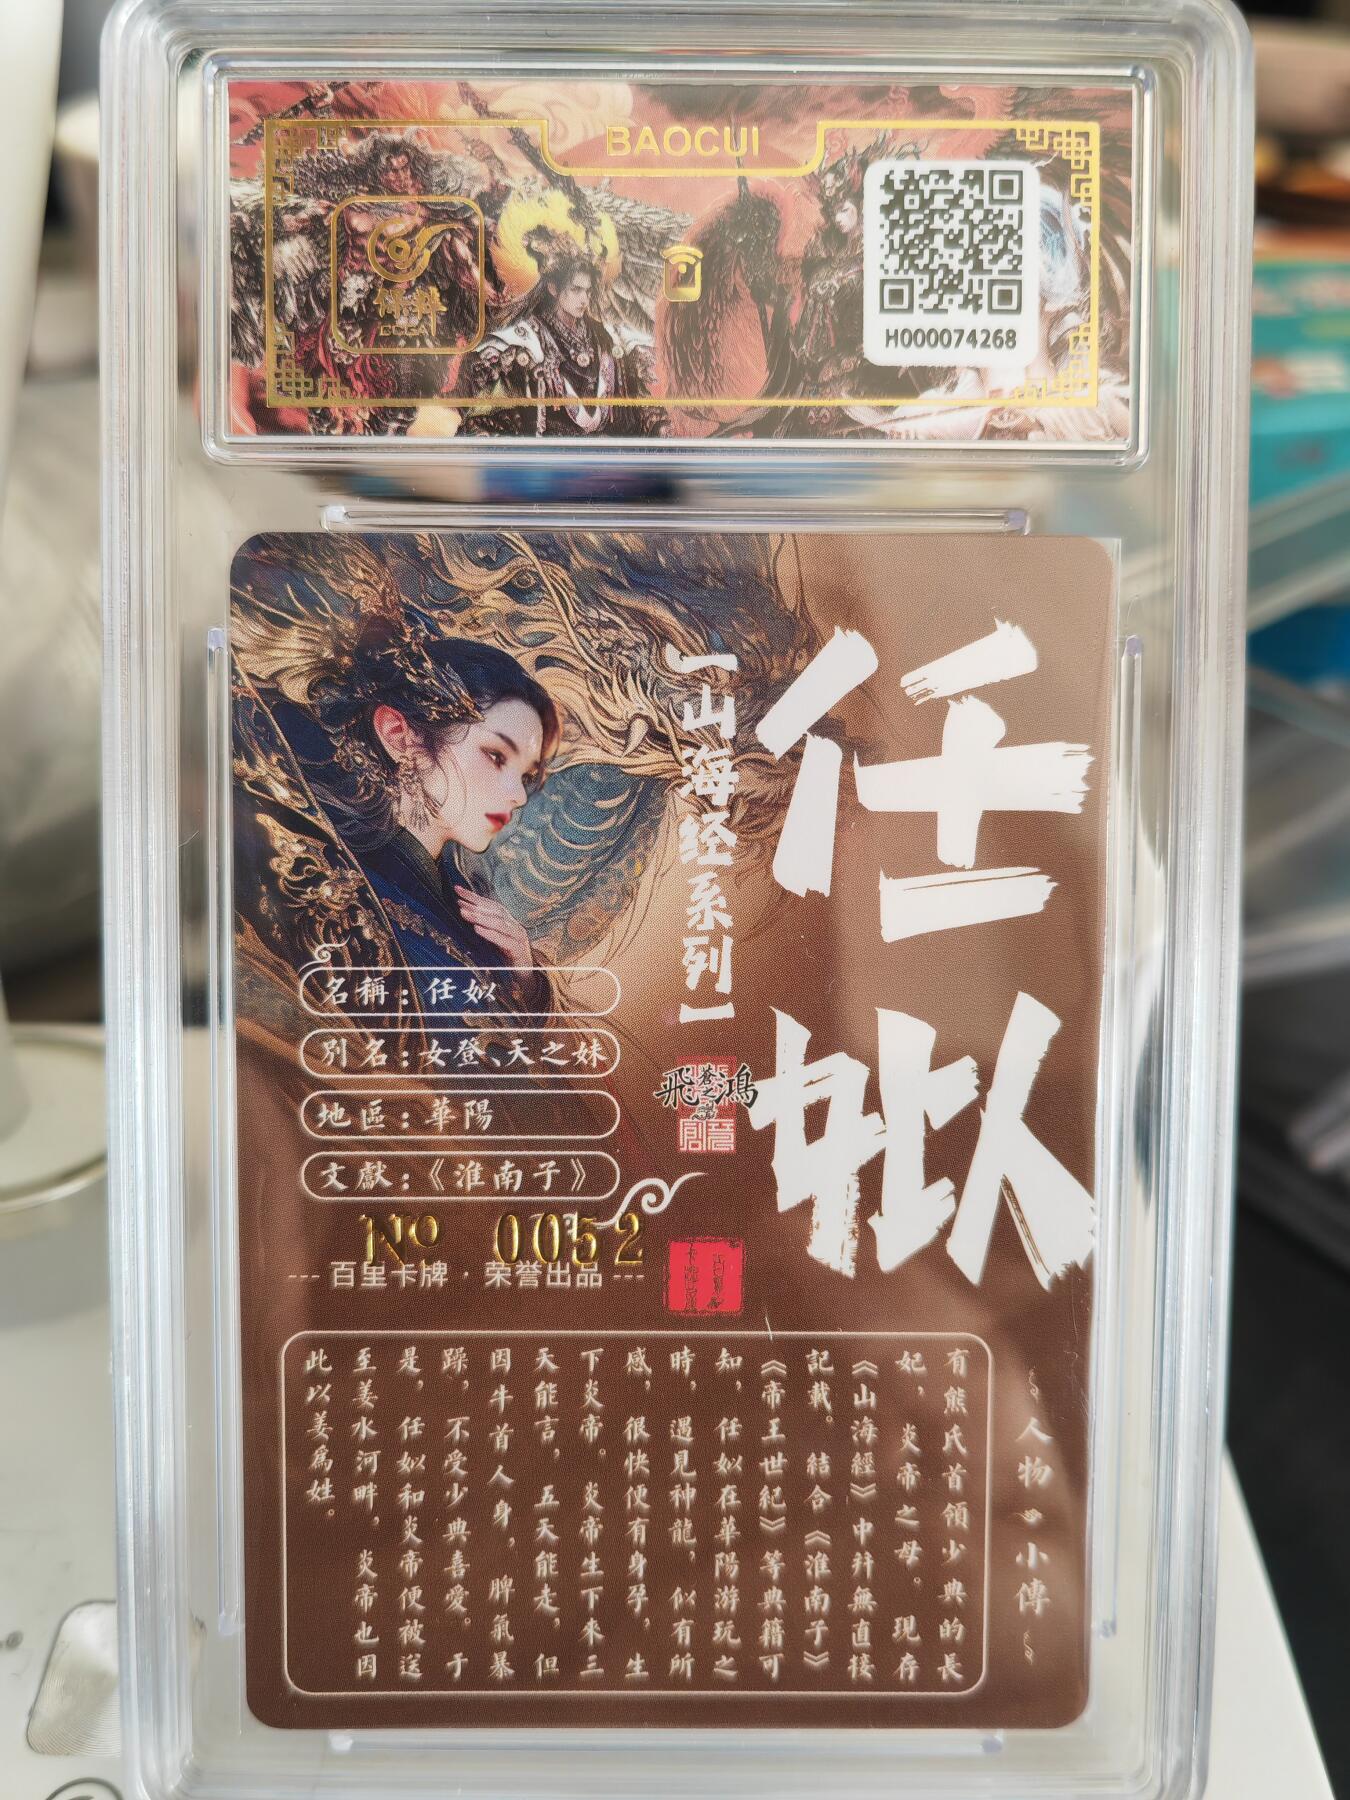 BAOCUI
H000074268
任姒
【山海经系列】
飛鴻
蒼之
名稱：任姒
別名：女登、天之妹
地區：華陽
文獻：《淮南子》
№ 0052
--- 百里卡牌 · 荣誉出品 ---
人物小傳
有熊氏首領少典的長
妃，炎帝之母。現存
《山海經》中并無直接
記載。結合《淮南子》
《帝王世紀》等典籍可
知，任姒在華陽游玩之
時，遇見神龍，似有所
感，很快便有身孕，生
下炎帝。炎帝生下來三
天能言，五天能走，但
因牛首人身，脾氣暴
躁，不受少典喜愛。于
是，任姒和炎帝便被送
至姜水河畔，炎帝也因
此以姜爲姓。